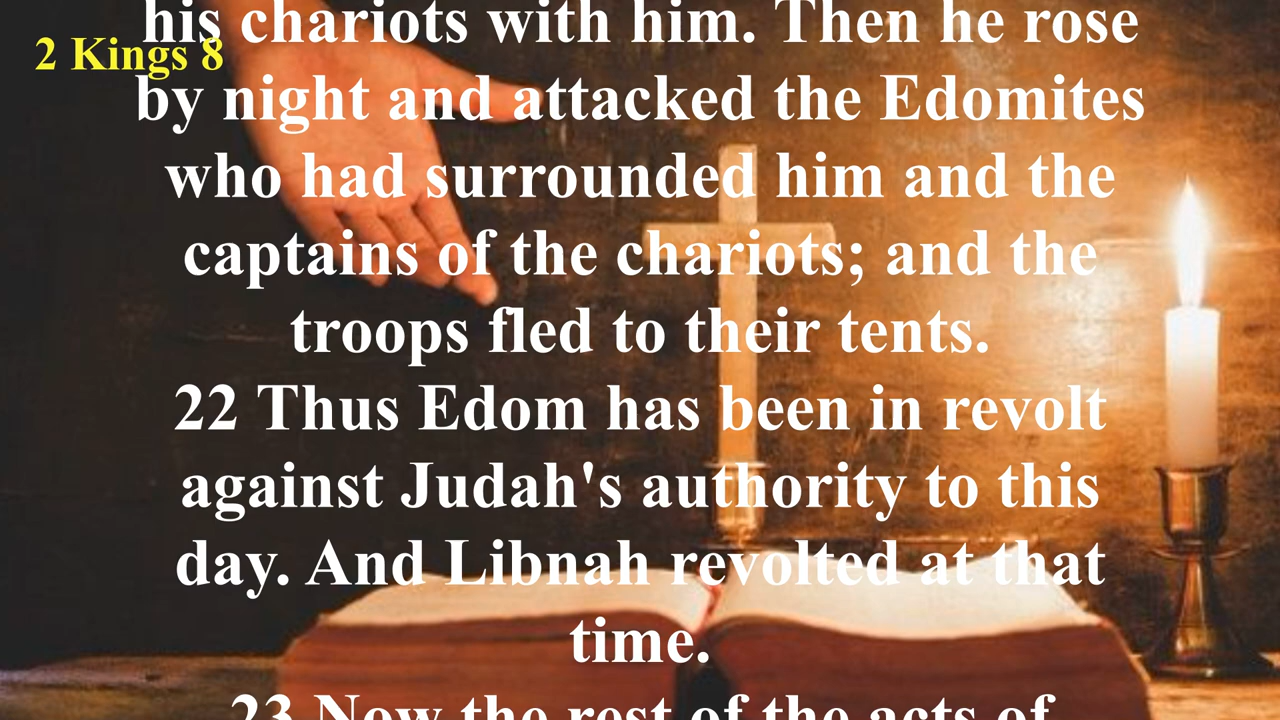 2 Kings 8
his chariots with him. Then he rose
by night and attacked the Edomites
who had surrounded him and the
captains of the chariots; and the
troops fled to their tents.
22 Thus Edom has been in revolt
against Judah's authority to this
day. And Libnah revolted at that
time.
23 Now the rest of the acts of